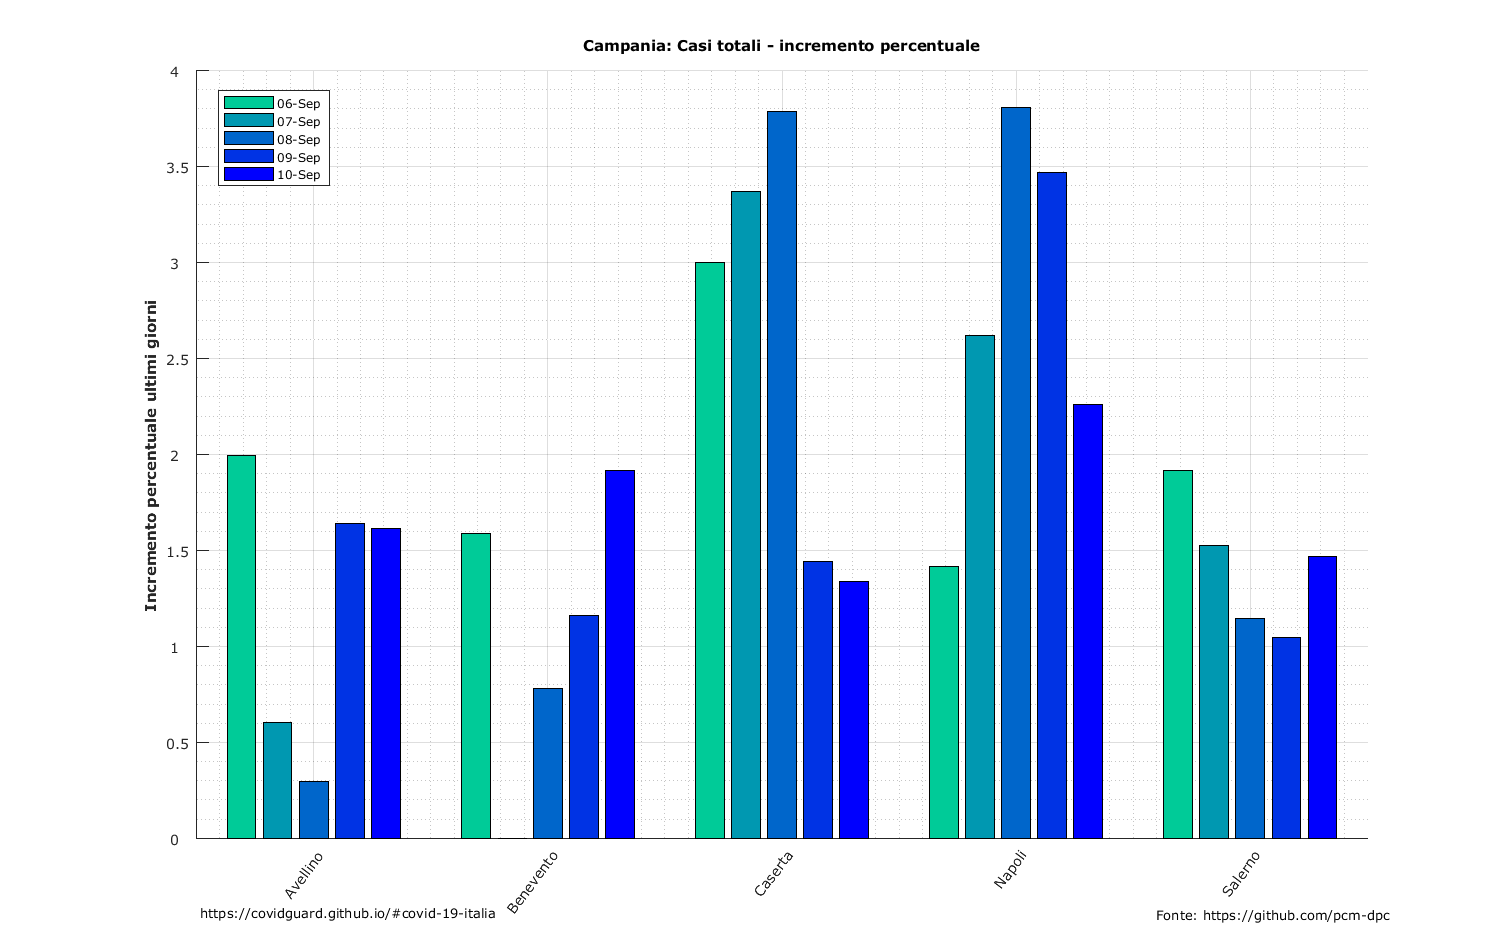 Campania: Casi totali - incremento percentuale
4
3.5
3
2.5
2
1.5
1
0.5
0
Incremento percentuale ultimi giorni
06-Sep
07-Sep
08-Sep
09-Sep
10-Sep
Avellino
Benevento
Caserta
Napoli
Salerno
https://covidguard.github.io/#covid-19-italia
Fonte: https://github.com/pcm-dpc